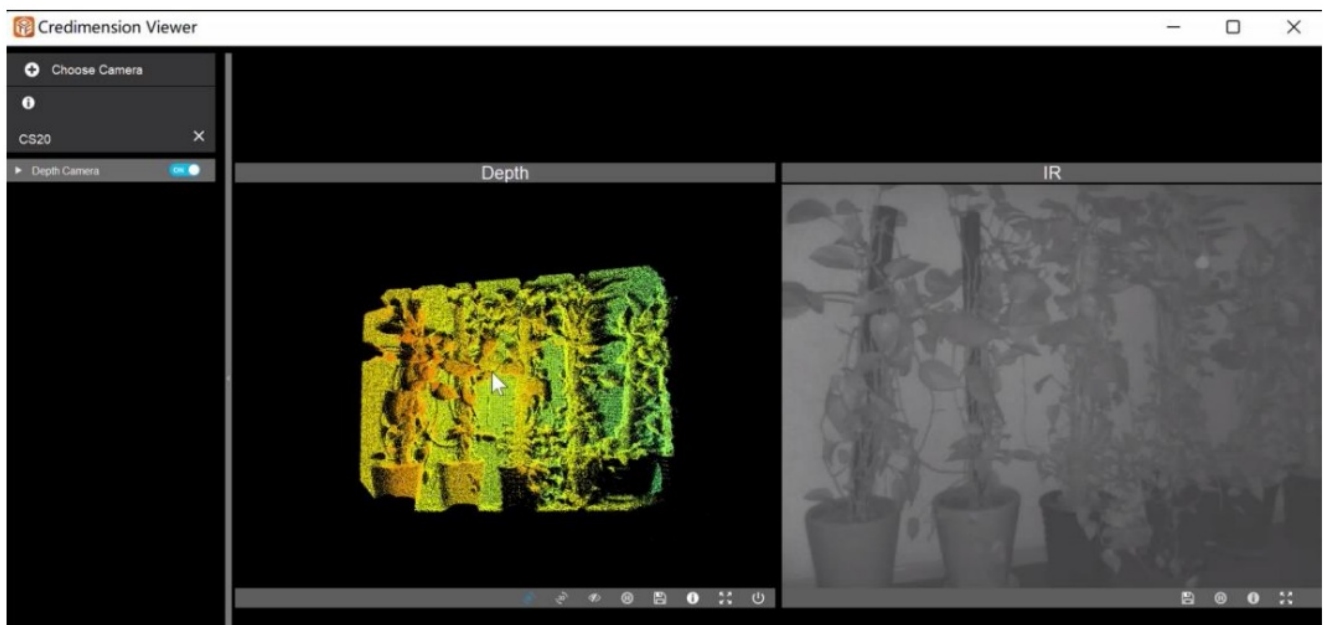 Credimension Viewer
Choose Camera
CS20
Depth Camera
ON
Depth
IR